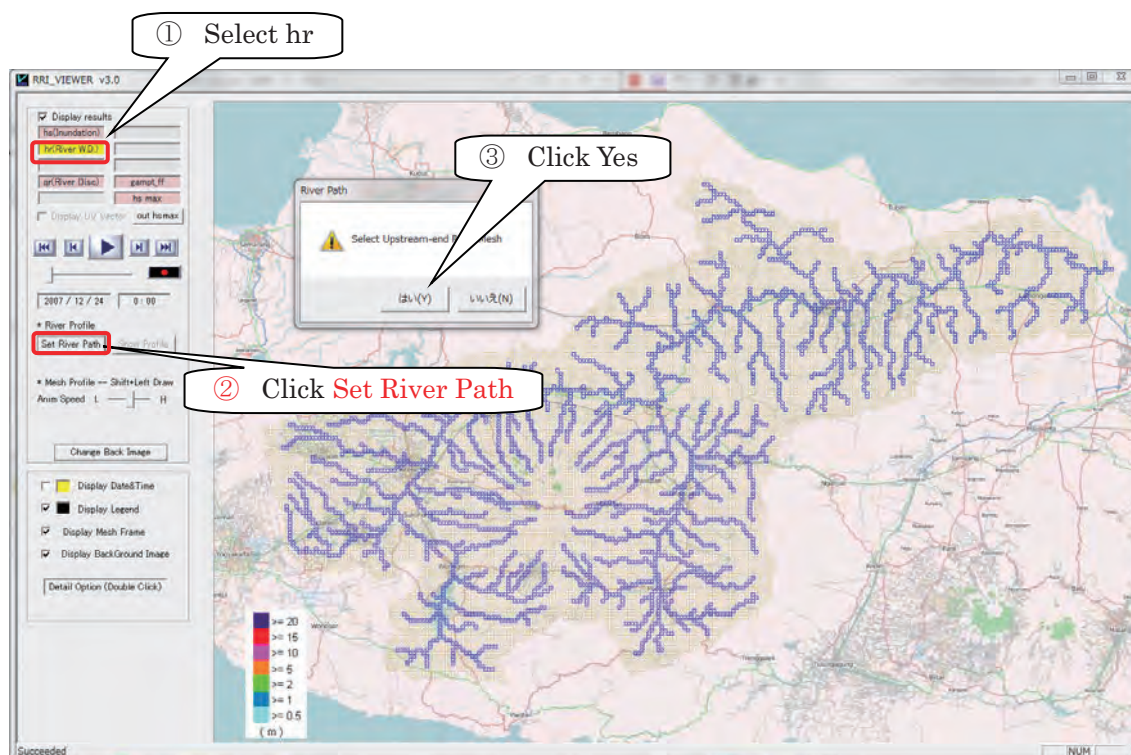 ① Select hr
RRI_VIEWER v3.0
Display results
hs(Inundation)
hr(River W.D.)
③ Click Yes
River Path
qr(River Disc) gampt_ff
hs max
Display UV vector out hsmax
Select Upstream-end
はい(Y) いいえ(N)
2007 / 12 / 24 0 : 00
* River Profile
Set River Path Profile
② Click Set River Path
* Mesh Profile — Shift+Left Draw
Anim Speed L H
Change Back Image
Display Date&Time
Display Legend
Display Mesh Frame
Display BackGround Image
Detail Option (Double Click)
>= 20
>= 15
>= 10
>= 5
>= 2
>= 1
>= 0.5
( m )
Succeeded NUM